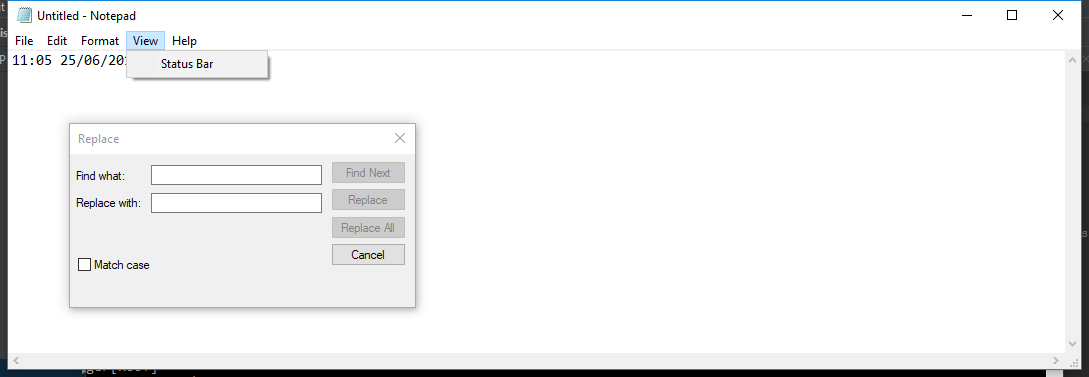 Untitled - Notepad
File Edit Format View Help
11:05 25/06/20
Status Bar
Replace
Find what:
Find Next
Replace with:
Replace
Replace All
Cancel
Match case